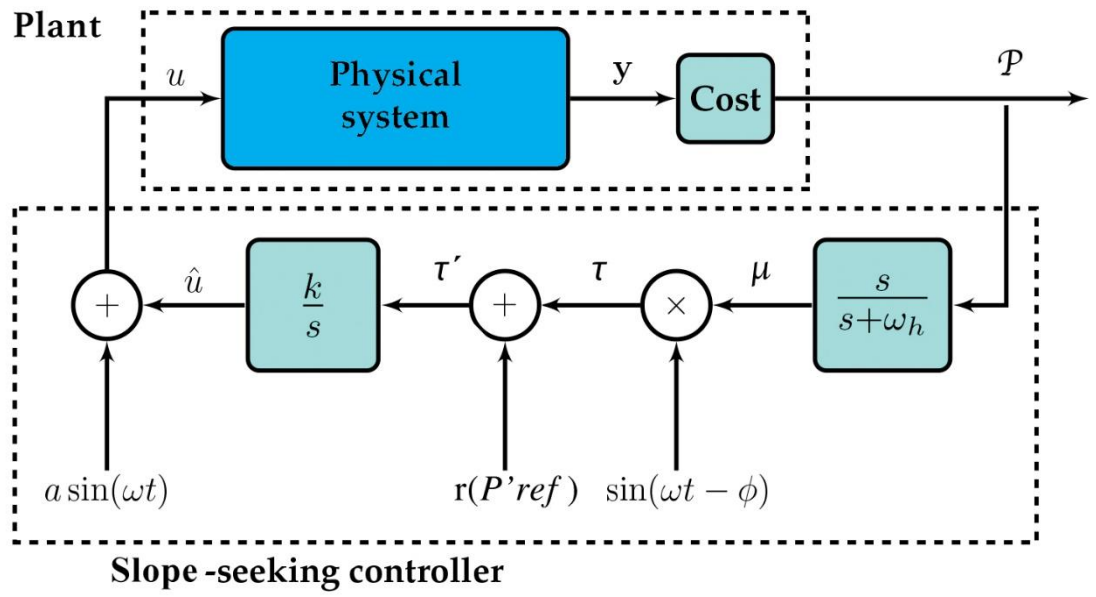 Plant
u
Physical
system
y
Cost
𝒫
+
û
k
s
τ´
+
τ
×
μ
s
s+ω_h
a sin(ωt)
r(P’ref)
sin(ωt − ϕ)
Slope-seeking controller